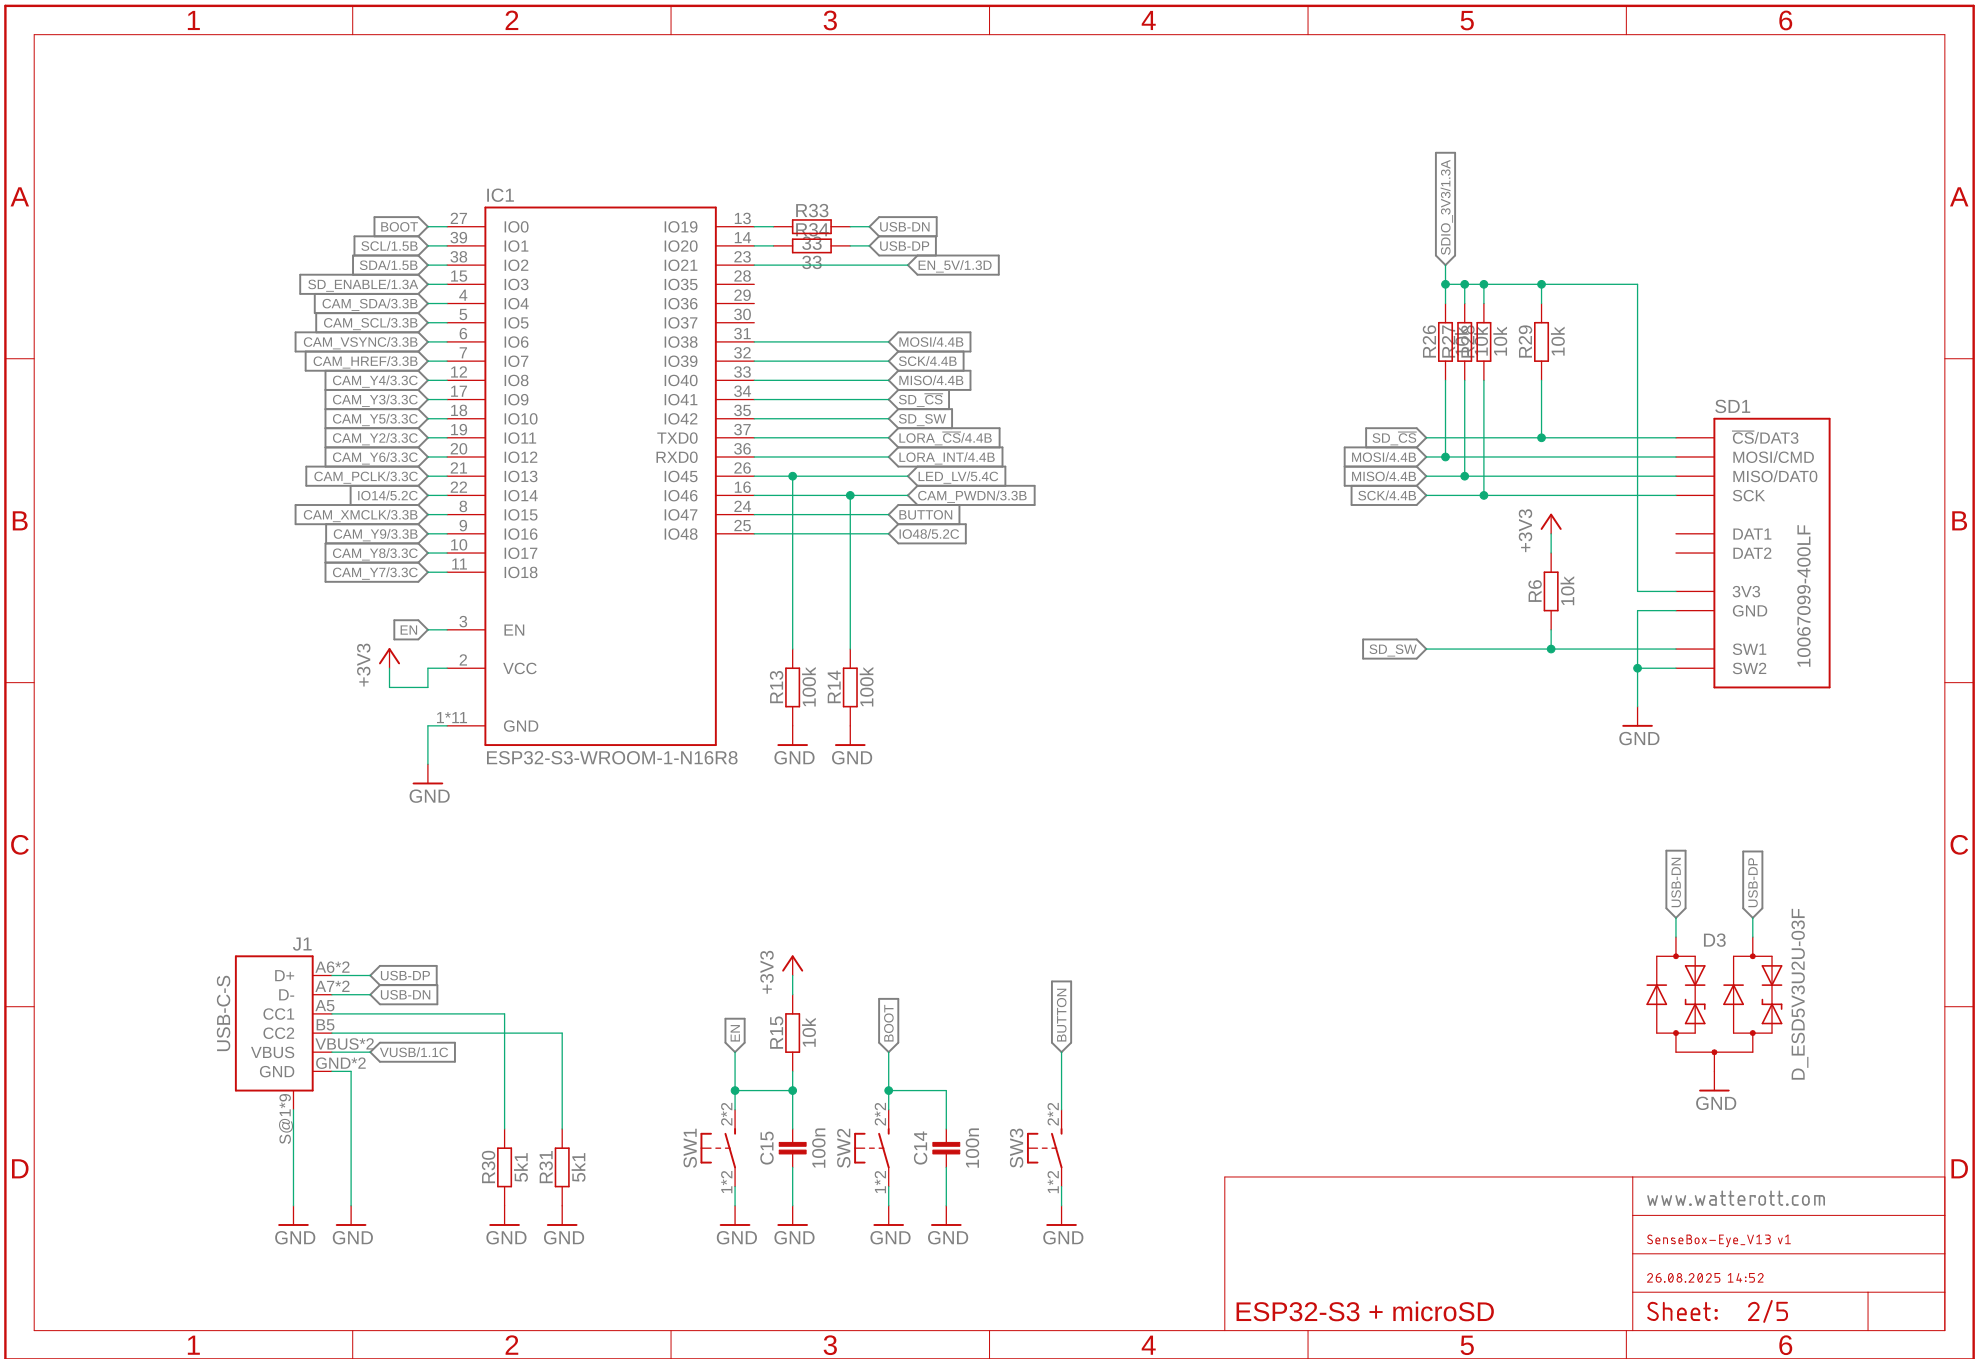 1 2 3 4 5 6
A A
B B
C C
D D
IC1
BOOT 27 IO0
SCL/1.5B 39 IO1
SDA/1.5B 38 IO2
SD_ENABLE/1.3A 15 IO3
CAM_SDA/3.3B 4 IO4
CAM_SCL/3.3B 5 IO5
CAM_VSYNC/3.3B 6 IO6
CAM_HREF/3.3B 7 IO7
CAM_Y4/3.3C 12 IO8
CAM_Y3/3.3C 17 IO9
CAM_Y5/3.3C 18 IO10
CAM_Y2/3.3C 19 IO11
CAM_Y6/3.3C 20 IO12
CAM_PCLK/3.3C 21 IO13
IO14/5.2C 22 IO14
CAM_XMCLK/3.3B 8 IO15
CAM_Y9/3.3B 9 IO16
CAM_Y8/3.3C 10 IO17
CAM_Y7/3.3C 11 IO18
EN 3 EN
+3V3 2 VCC
1*11 GND
GND
ESP32-S3-WROOM-1-N16R8
IO19 13 R33 33 USB-DN
IO20 14 R34 33 USB-DP
IO21 23 EN_5V/1.3D
IO35 28
IO36 29
IO37 30
IO38 31 MOSI/4.4B
IO39 32 SCK/4.4B
IO40 33 MISO/4.4B
IO41 34 SD_CS
IO42 35 SD_SW
TXD0 37 LORA_CS/4.4B
RXD0 36 LORA_INT/4.4B
IO45 26 LED_LV/5.4C
IO46 16 CAM_PWDN/3.3B
IO47 24 BUTTON
IO48 25 IO48/5.2C
R13 100k R14 100k
GND GND
SDIO_3V3/1.3A
R26 10k R27 10k R28 10k R29 10k
SD1
SD_CS CS/DAT3
MOSI/4.4B MOSI/CMD
MISO/4.4B MISO/DAT0
SCK/4.4B SCK
DAT1
DAT2
3V3
GND
+3V3
R6 10k
SD_SW SW1
SW2
10067099-400LF
GND
J1
USB-C-S
D+ A6*2 USB-DP
D- A7*2 USB-DN
CC1 A5
CC2 B5
VBUS VBUS*2 VUSB/1.1C
GND GND*2
S@1*9
R30 5k1 R31 5k1
GND GND GND GND
+3V3
EN R15 10k BOOT BUTTON
2*2 2*2 2*2
SW1 C15 100n SW2 C14 100n SW3
1*2 1*2 1*2
GND GND GND GND GND
USB-DN USB-DP
D3
D_ESD5V3U2U-03F
GND
www.watterott.com
SenseBox-Eye_V13 v1
26.08.2025 14:52
ESP32-S3 + microSD
Sheet: 2/5
1 2 3 4 5 6